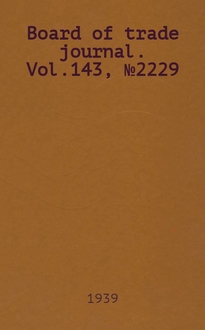 Board of trade
journal.
Vol.143, №2229
1939